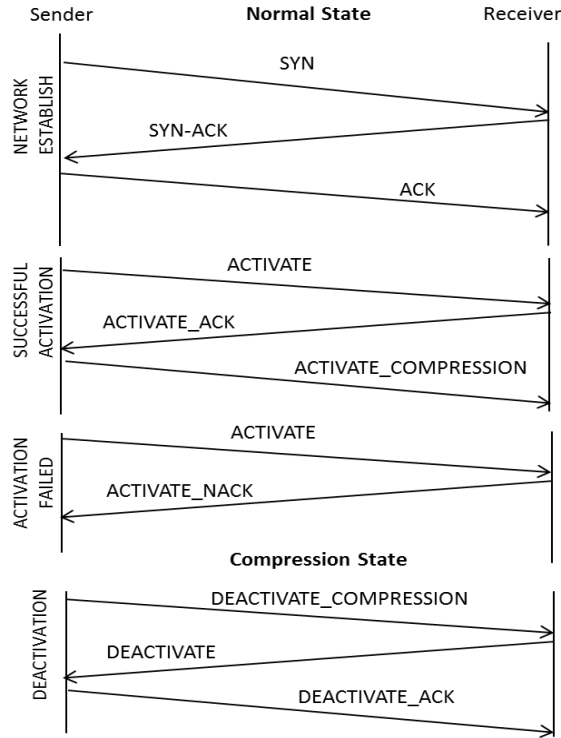 Sender Normal State Receiver
NETWORK
ESTABLISH
SYN
SYN-ACK
ACK
SUCCESSFUL
ACTIVATION
ACTIVATE
ACTIVATE_ACK
ACTIVATE_COMPRESSION
ACTIVATION
FAILED
ACTIVATE
ACTIVATE_NACK
Compression State
DEACTIVATION
DEACTIVATE_COMPRESSION
DEACTIVATE
DEACTIVATE_ACK